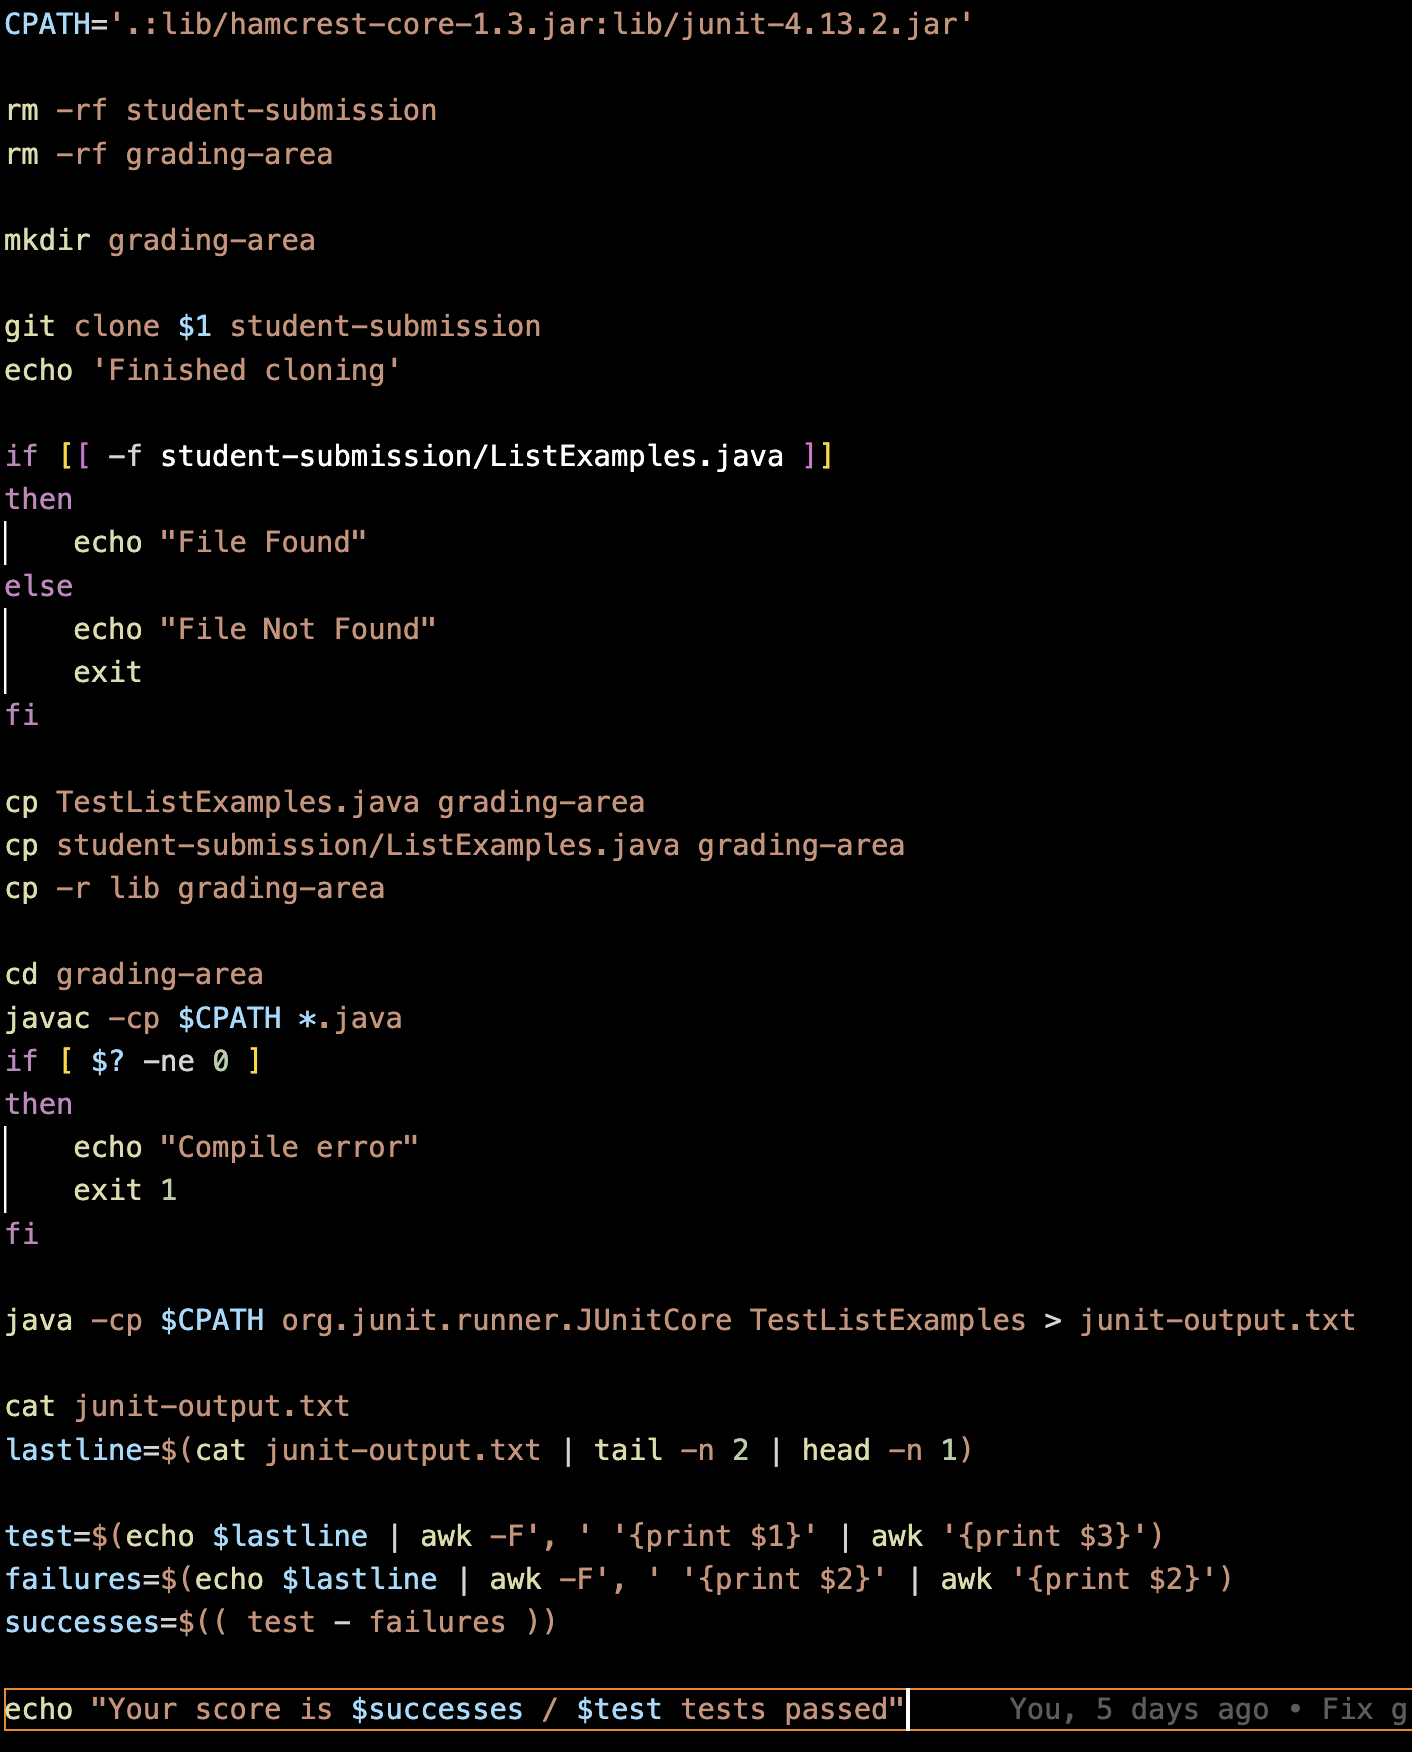 CPATH='.:lib/hamcrest-core-1.3.jar:lib/junit-4.13.2.jar'
rm -rf student-submission
rm -rf grading-area
mkdir grading-area
git clone $1 student-submission
echo 'Finished cloning'
if [[ -f student-submission/ListExamples.java ]]
then
echo "File Found"
else
echo "File Not Found"
exit
fi
cp TestListExamples.java grading-area
cp student-submission/ListExamples.java grading-area
cp -r lib grading-area
cd grading-area
javac -cp $CPATH *.java
if [ $? -ne 0 ]
then
echo "Compile error"
exit 1
fi
java -cp $CPATH org.junit.runner.JUnitCore TestListExamples > junit-output.txt
cat junit-output.txt
lastline=$(cat junit-output.txt | tail -n 2 | head -n 1)
test=$(echo $lastline | awk -F', ' '{print $1}' | awk '{print $3}')
failures=$(echo $lastline | awk -F', ' '{print $2}' | awk '{print $2}')
successes=$(( test - failures ))
echo "Your score is $successes / $test tests passed" You, 5 days ago • Fix g